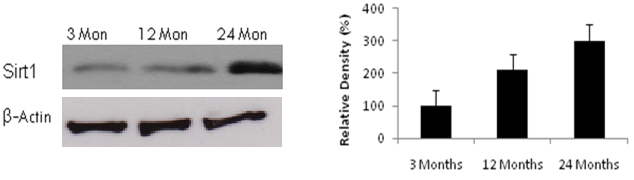 3 Mon 12 Mon 24 Mon
Sirt1
β-Actin
Relative Density (%)
400
300
200
100
0
3 Months 12 Months 24 Months